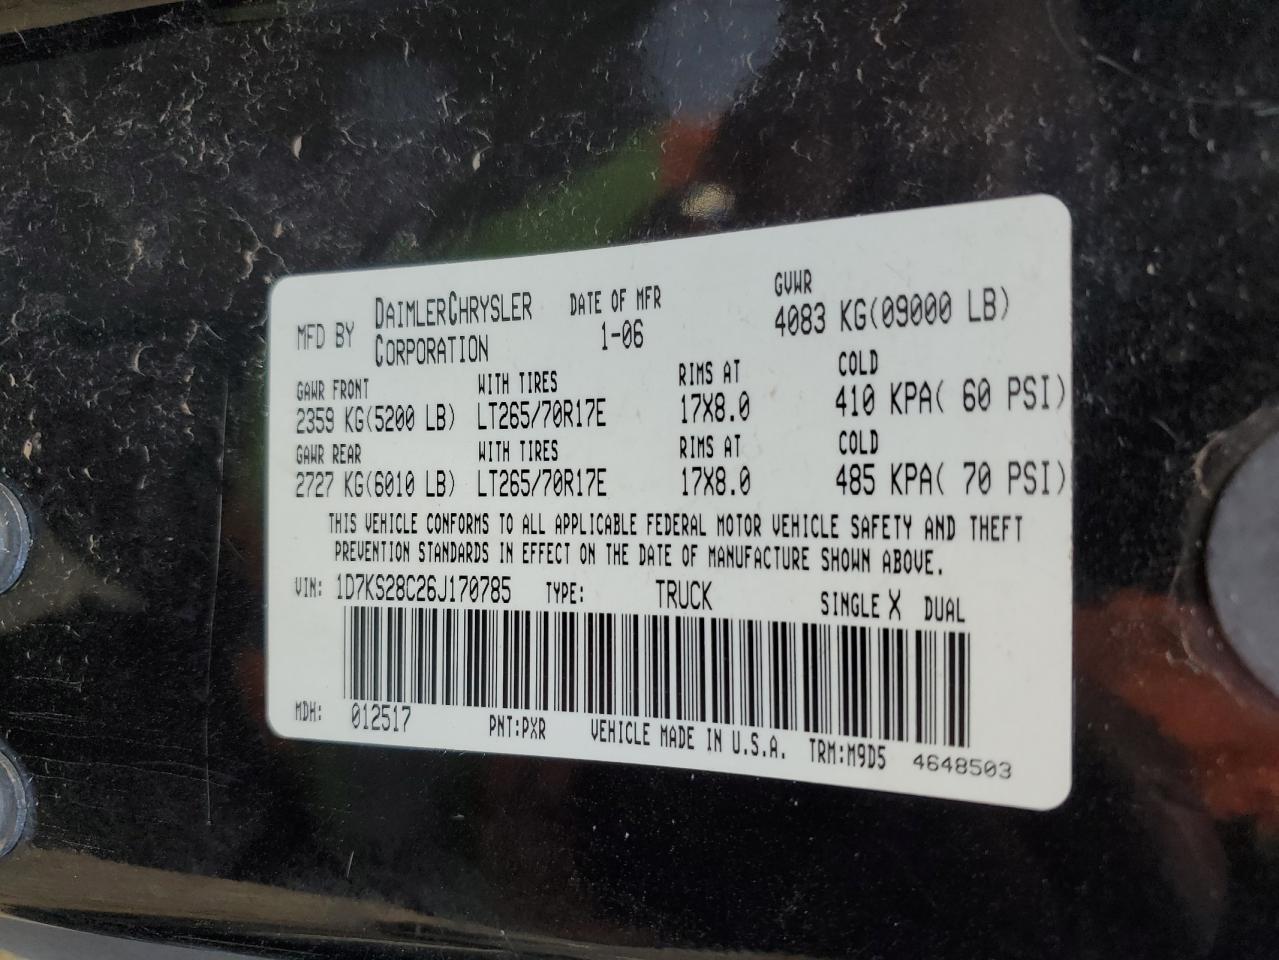 MFD BY DAIMLERCHRYSLER CORPORATION DATE OF MFR 1-06 GVWR 4083 KG(09000 LB)
GAWR FRONT WITH TIRES RIMS AT COLD
2359 KG(5200 LB) LT265/70R17E 17X8.0 410 KPA( 60 PSI)
GAWR REAR WITH TIRES RIMS AT COLD
2727 KG(6010 LB) LT265/70R17E 17X8.0 485 KPA( 70 PSI)
THIS VEHICLE CONFORMS TO ALL APPLICABLE FEDERAL MOTOR VEHICLE SAFETY AND THEFT
PREVENTION STANDARDS IN EFFECT ON THE DATE OF MANUFACTURE SHOWN ABOVE.
VIN: 1D7KS28C26J170785 TYPE: TRUCK SINGLE X DUAL
MDH: 012517 PNT:PXR VEHICLE MADE IN U.S.A. TRM:M9D5 4648503